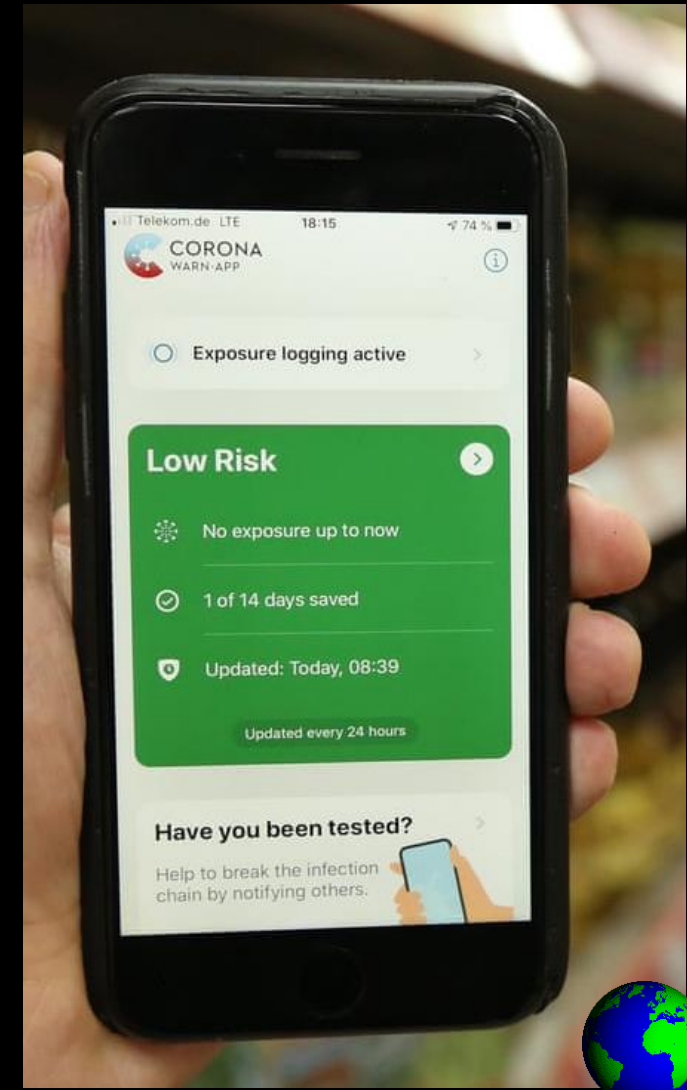 Telekom.de LTE 18:15 74 %
CORONA
WARN-APP
Exposure logging active
Low Risk
No exposure up to now
1 of 14 days saved
Updated: Today, 08:39
Updated every 24 hours
Have you been tested?
Help to break the infection
chain by notifying others.